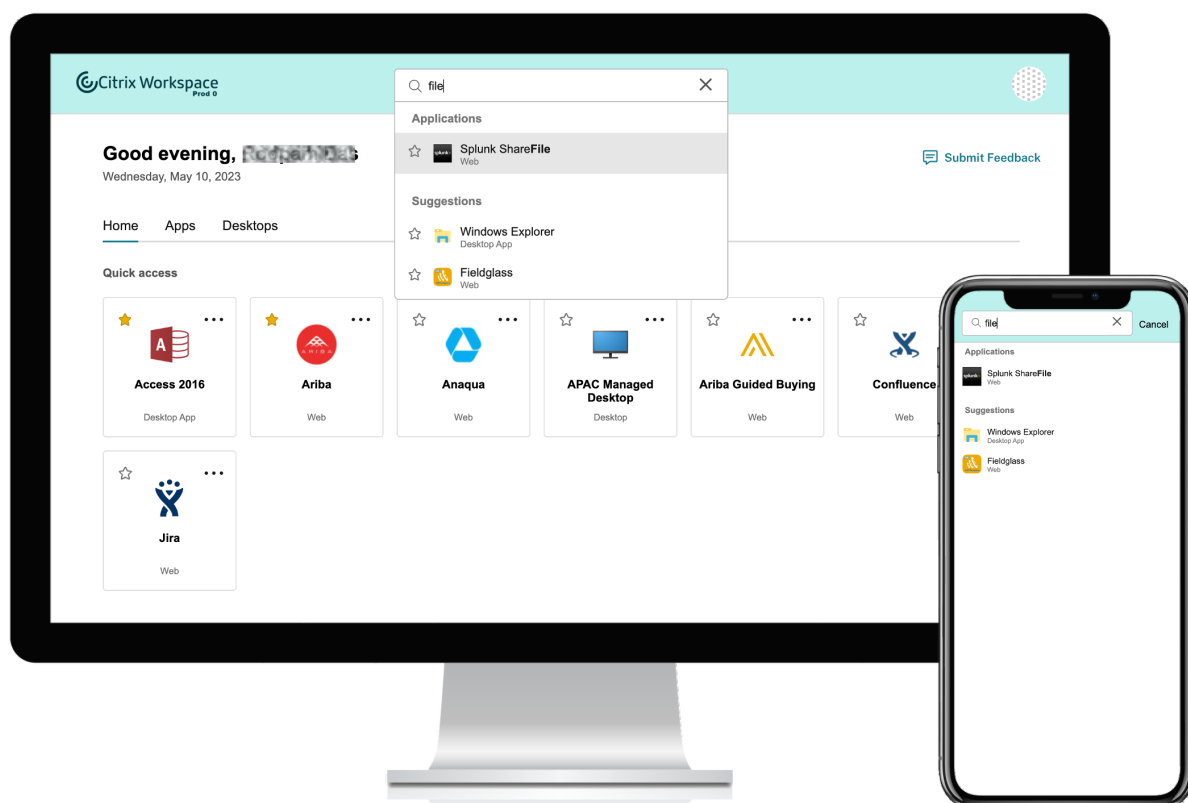 Citrix Workspace
Prod 0
file
Applications
Splunk ShareFile
Web
Suggestions
Windows Explorer
Desktop App
Fieldglass
Web
Good evening,
Wednesday, May 10, 2023
Submit Feedback
Home Apps Desktops
Quick access
A
Access 2016
Desktop App
ARIBA
Ariba
Web
Anaqua
Web
APAC Managed
Desktop
Desktop
Ariba Guided Buying
Web
Confluence
Web
Jira
Web
file
Cancel
Applications
splunk>
Splunk ShareFile
Web
Suggestions
Windows Explorer
Desktop App
Fieldglass
Web